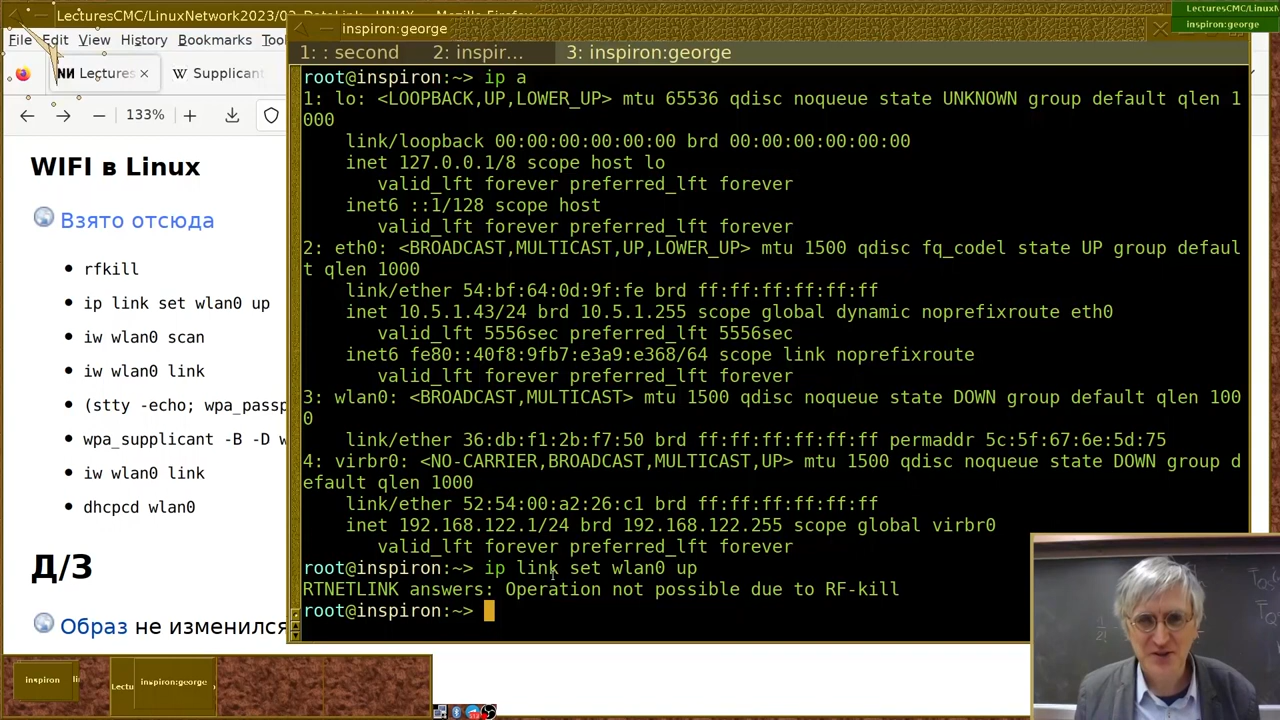 LecturesCMC/LinuxNetwork2023/02_DataLink - UNИX — Mozilla Firefox
LecturesCMC/LinuxN
inspiron:george
inspiron:george
File Edit View History Bookmarks Too
1: : second 2: inspir... 3: inspiron:george
ИИ Lectures
W Supplicant
133%
WIFI в Linux
Взято отсюда
rfkill
ip link set wlan0 up
iw wlan0 scan
iw wlan0 link
(stty -echo; wpa_passp
wpa_supplicant -B -D w
iw wlan0 link
dhcpcd wlan0
Д/З
Образ не изменился
root@inspiron:~> ip a
1: lo: <LOOPBACK,UP,LOWER_UP> mtu 65536 qdisc noqueue state UNKNOWN group default qlen 1
000
link/loopback 00:00:00:00:00:00 brd 00:00:00:00:00:00
inet 127.0.0.1/8 scope host lo
valid_lft forever preferred_lft forever
inet6 ::1/128 scope host
valid_lft forever preferred_lft forever
2: eth0: <BROADCAST,MULTICAST,UP,LOWER_UP> mtu 1500 qdisc fq_codel state UP group defaul
t qlen 1000
link/ether 54:bf:64:0d:9f:fe brd ff:ff:ff:ff:ff:ff
inet 10.5.1.43/24 brd 10.5.1.255 scope global dynamic noprefixroute eth0
valid_lft 5556sec preferred_lft 5556sec
inet6 fe80::40f8:9fb7:e3a9:e368/64 scope link noprefixroute
valid_lft forever preferred_lft forever
3: wlan0: <BROADCAST,MULTICAST> mtu 1500 qdisc noqueue state DOWN group default qlen 100
0
link/ether 36:db:f1:2b:f7:50 brd ff:ff:ff:ff:ff:ff permaddr 5c:5f:67:6e:5d:75
4: virbr0: <NO-CARRIER,BROADCAST,MULTICAST,UP> mtu 1500 qdisc noqueue state DOWN group d
efault qlen 1000
link/ether 52:54:00:a2:26:c1 brd ff:ff:ff:ff:ff:ff
inet 192.168.122.1/24 brd 192.168.122.255 scope global virbr0
valid_lft forever preferred_lft forever
root@inspiron:~> ip link set wlan0 up
RTNETLINK answers: Operation not possible due to RF-kill
root@inspiron:~>
inspiron
Lectu
inspiron:george